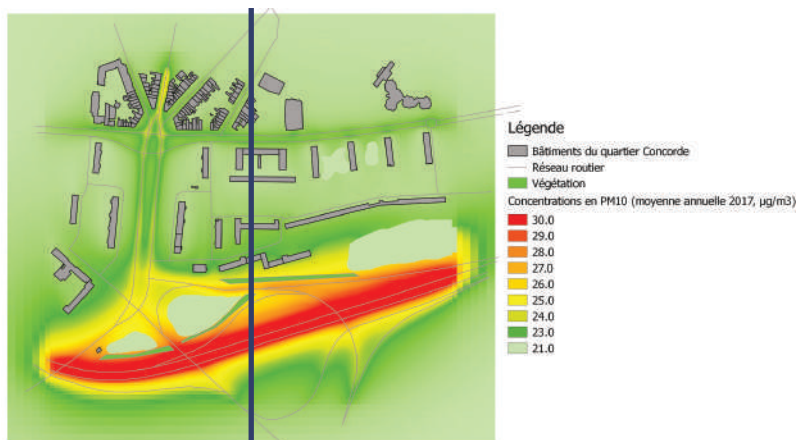 Légende
Bâtiments du quartier Concorde
Réseau routier
Végétation
Concentrations en PM10 (moyenne annuelle 2017, µg/m3)
30.0
29.0
28.0
27.0
26.0
25.0
24.0
23.0
21.0